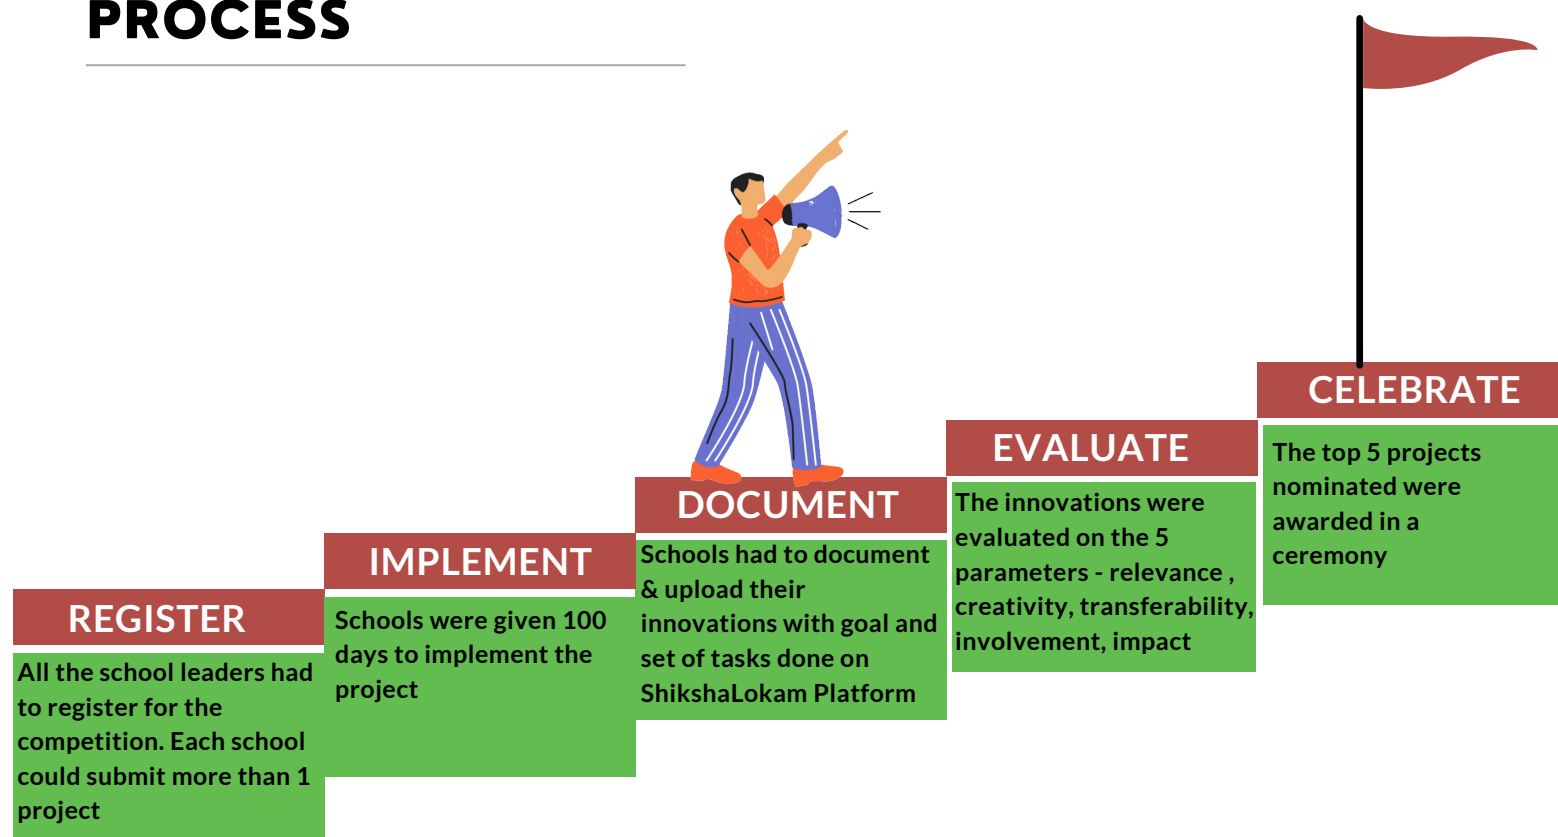 PROCESS
REGISTER
All the school leaders had
to register for the
competition. Each school
could submit more than 1
project
IMPLEMENT
Schools were given 100
days to implement the
project
DOCUMENT
Schools had to document
& upload their
innovations with goal and
set of tasks done on
ShikshaLokam Platform
EVALUATE
The innovations were
evaluated on the 5
parameters - relevance ,
creativity, transferability,
involvement, impact
CELEBRATE
The top 5 projects
nominated were
awarded in a
ceremony